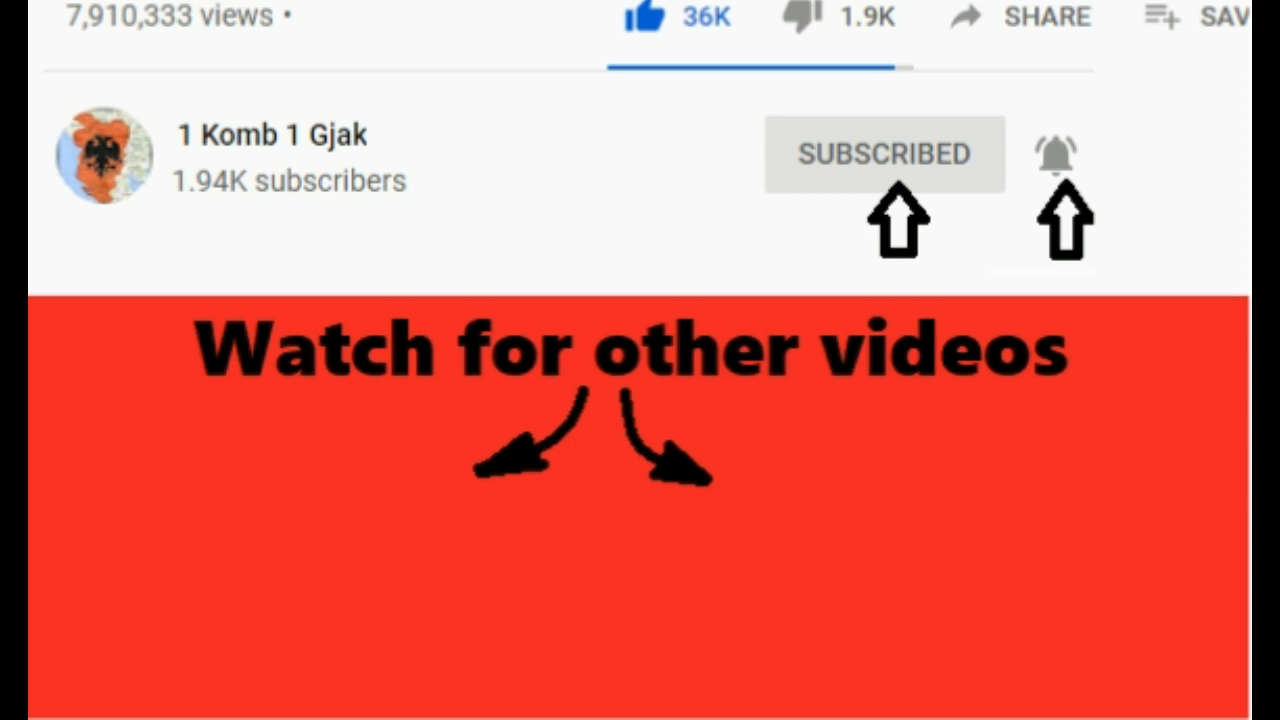 7,910,333 views •
36K
1.9K
SHARE
SAV
1 Komb 1 Gjak
1.94K subscribers
SUBSCRIBED
Watch for other videos